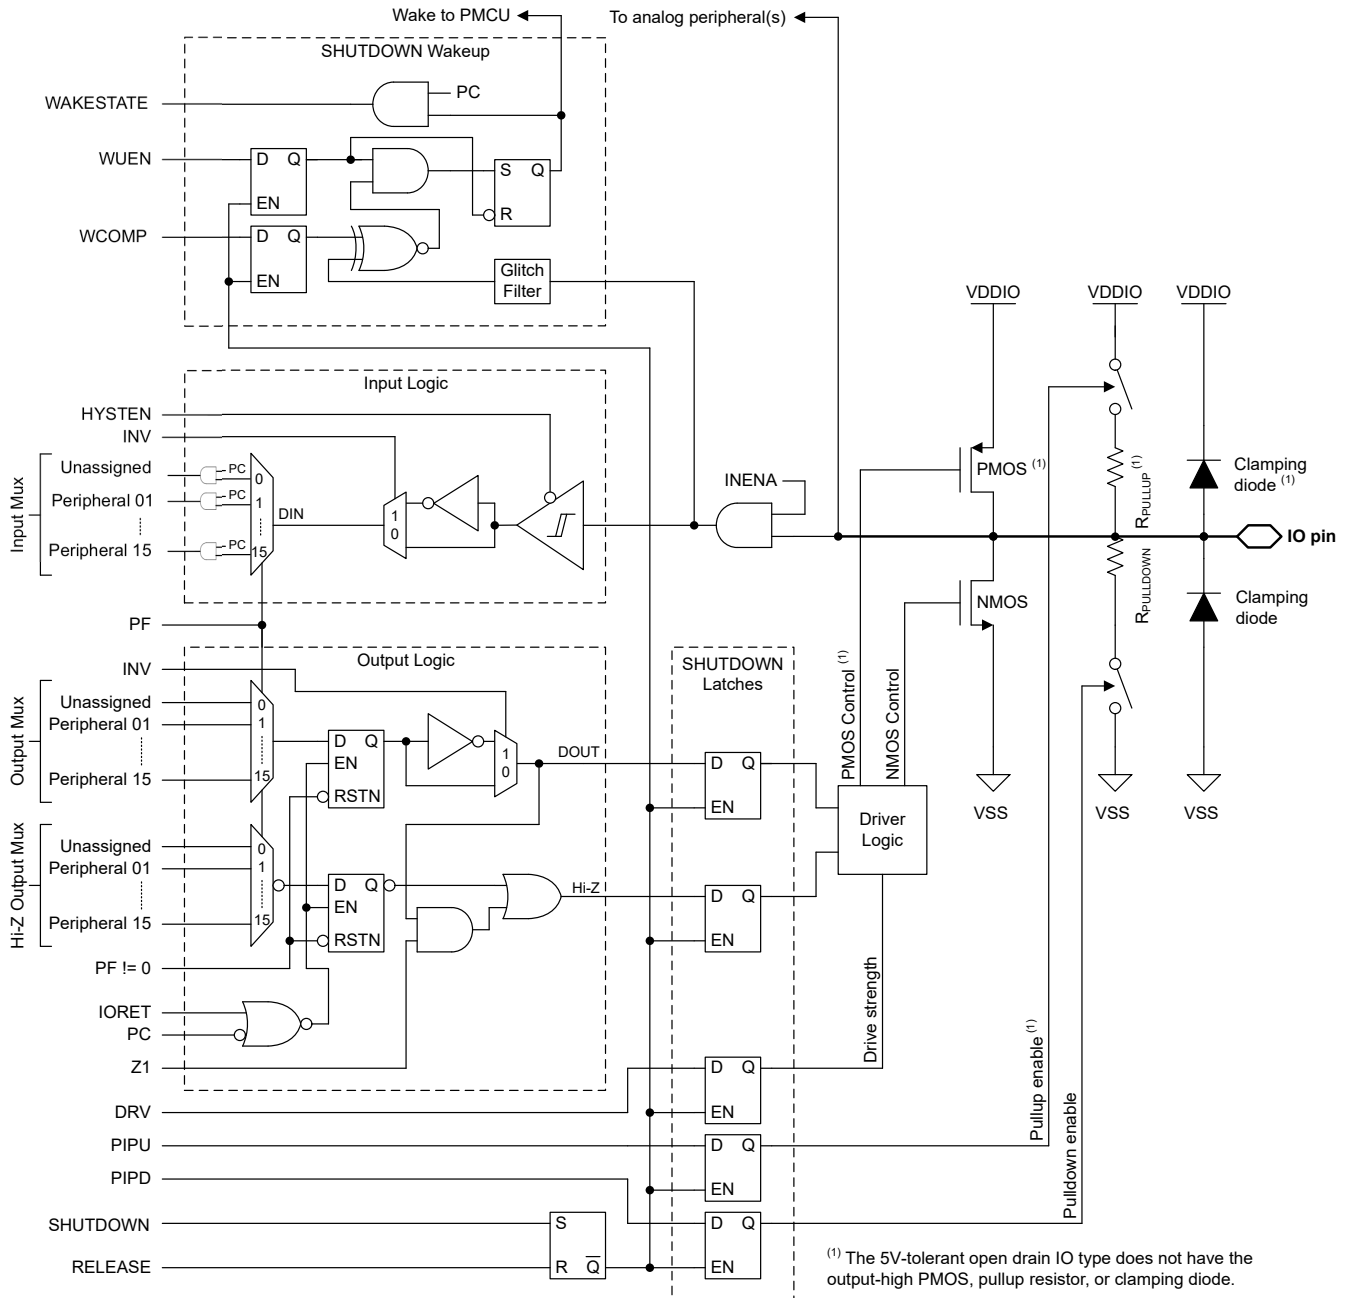 Wake to PMCU
To analog peripheral(s)
SHUTDOWN Wakeup
WAKESTATE
PC
WUEN
D Q
EN
S Q
R
WCOMP
D Q
EN
Glitch
Filter
VDDIO
VDDIO
VDDIO
Input Logic
HYSTEN
INV
Input Mux
Unassigned
PC
0
Peripheral 01
PC
1
Peripheral 15
PC
15
DIN
1
0
INENA
PMOS (1)
RPULLUP (1)
Clamping
diode (1)
IO pin
RPULLDOWN
NMOS
Clamping
diode
PF
Output Logic
INV
SHUTDOWN
Latches
PMOS Control (1)
NMOS Control
Output Mux
Unassigned
0
Peripheral 01
1
Peripheral 15
15
D Q
EN
RSTN
1
0
DOUT
D Q
EN
Driver
Logic
VSS
VSS
VSS
Hi-Z Output Mux
Unassigned
0
Peripheral 01
1
Peripheral 15
15
D Q
EN
RSTN
Hi-Z
D Q
EN
PF != 0
IORET
PC
Z1
Drive strength
D Q
EN
DRV
PIPU
D Q
EN
PIPD
Pullup enable (1)
Pulldown enable
SHUTDOWN
S
D Q
RELEASE
R Q
EN
(1) The 5V-tolerant open drain IO type does not have the
output-high PMOS, pullup resistor, or clamping diode.